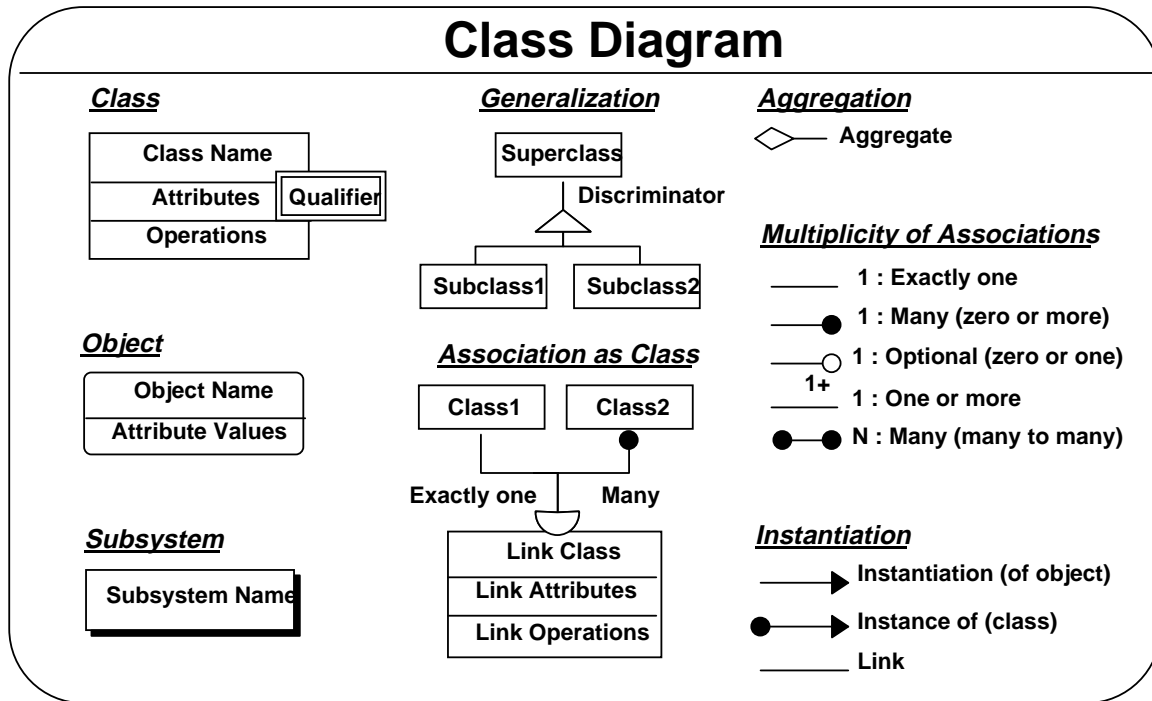 Class Diagram
Class
Class Name
Attributes
Qualifier
Operations
Object
Object Name
Attribute Values
Subsystem
Subsystem Name
Generalization
Superclass
Discriminator
Subclass1
Subclass2
Association as Class
Class1
Class2
Exactly one
Many
Link Class
Link Attributes
Link Operations
Aggregation
Aggregate
Multiplicity of Associations
1 : Exactly one
1 : Many (zero or more)
1 : Optional (zero or one)
1+
1 : One or more
N : Many (many to many)
Instantiation
Instantiation (of object)
Instance of (class)
Link